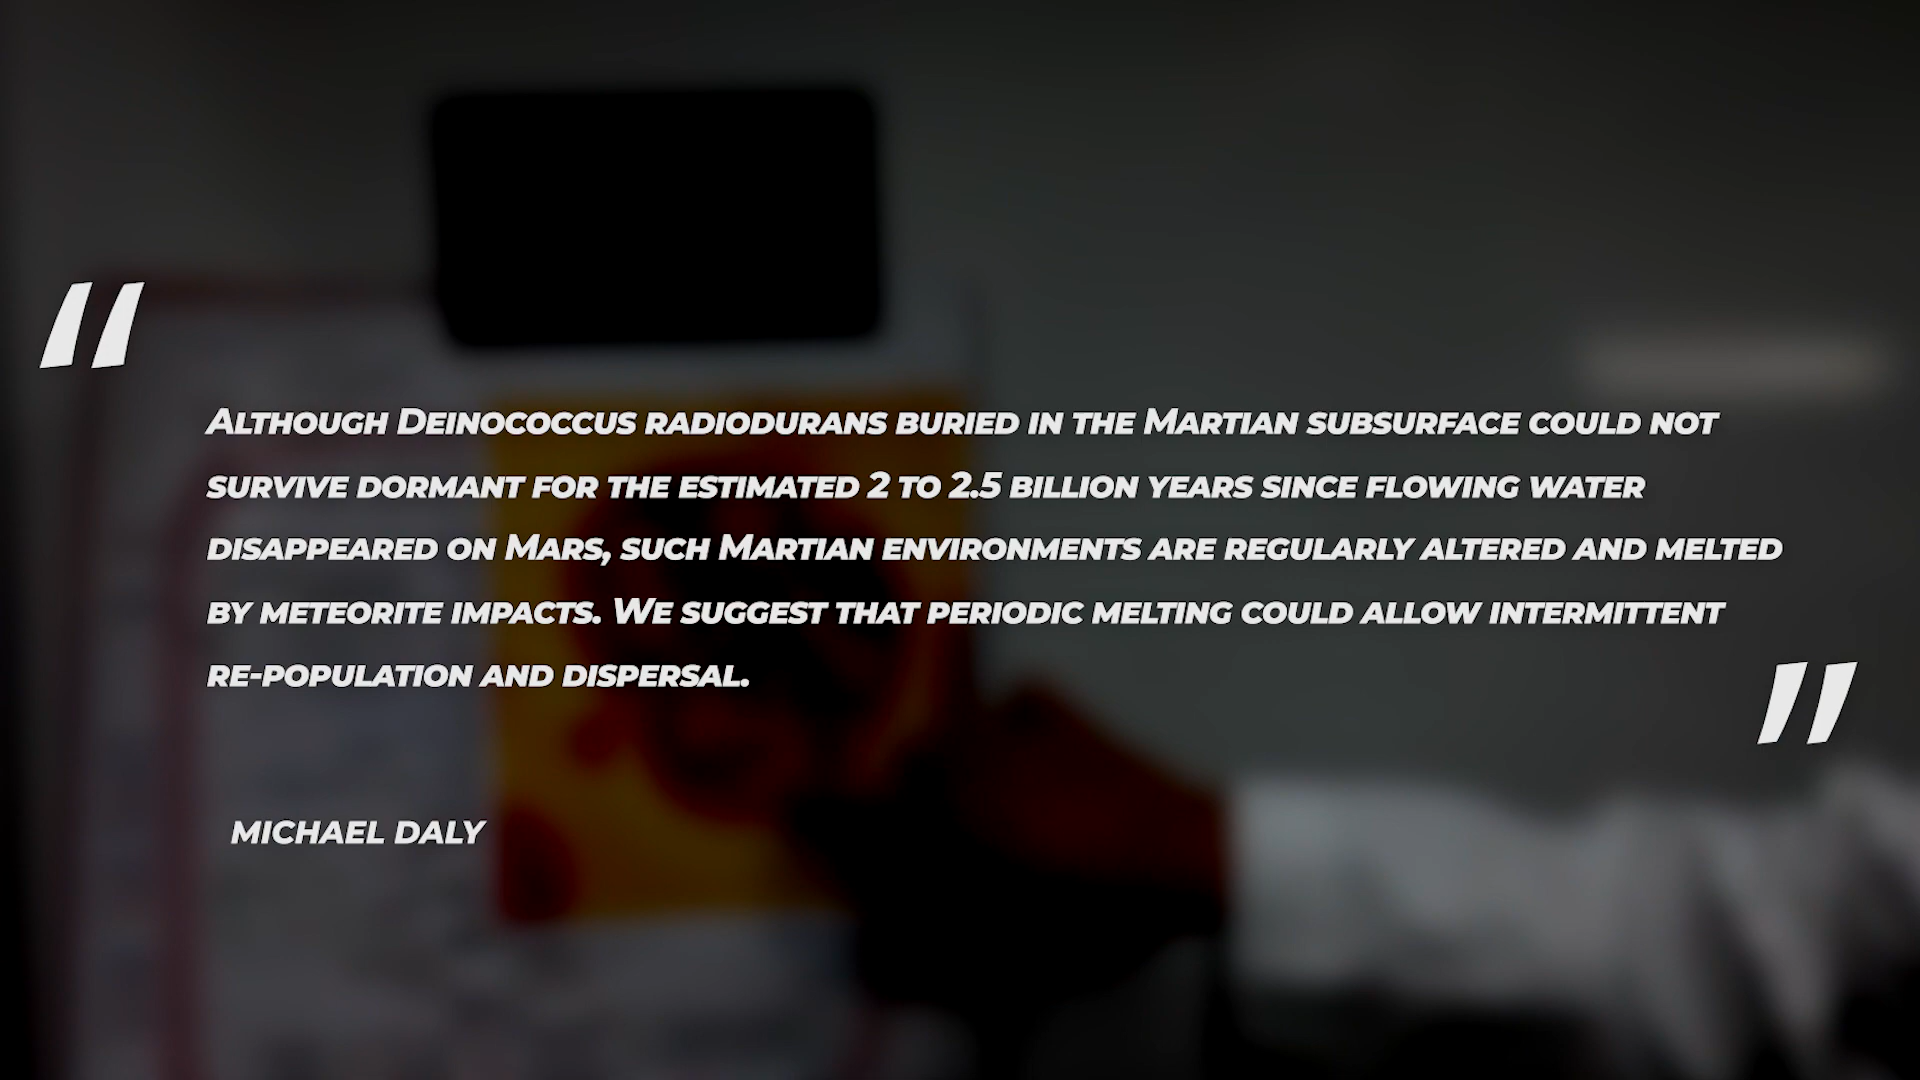 “
Although Deinococcus radiodurans buried in the Martian subsurface could not
survive dormant for the estimated 2 to 2.5 billion years since flowing water
disappeared on Mars, such Martian environments are regularly altered and melted
by meteorite impacts. We suggest that periodic melting could allow intermittent
re-population and dispersal.
”
MICHAEL DALY